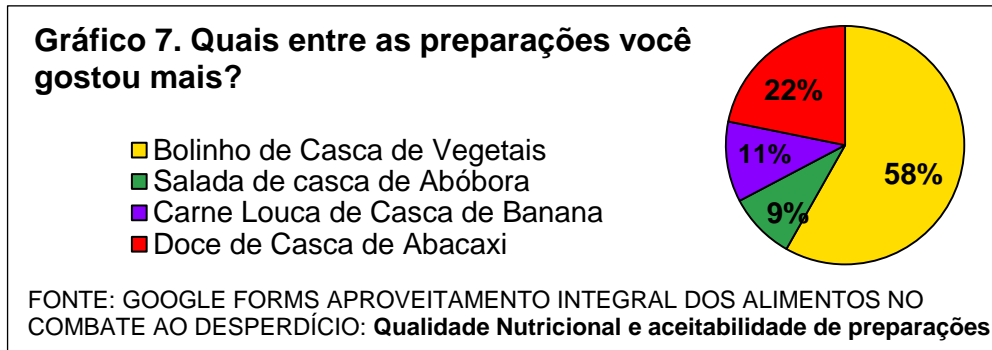 Gráfico 7. Quais entre as preparações você
gostou mais?
Bolinho de Casca de Vegetais
Salada de casca de Abóbora
Carne Louca de Casca de Banana
Doce de Casca de Abacaxi
22%
11%
9%
58%
FONTE: GOOGLE FORMS APROVEITAMENTO INTEGRAL DOS ALIMENTOS NO
COMBATE AO DESPERDÍCIO: Qualidade Nutricional e aceitabilidade de preparações